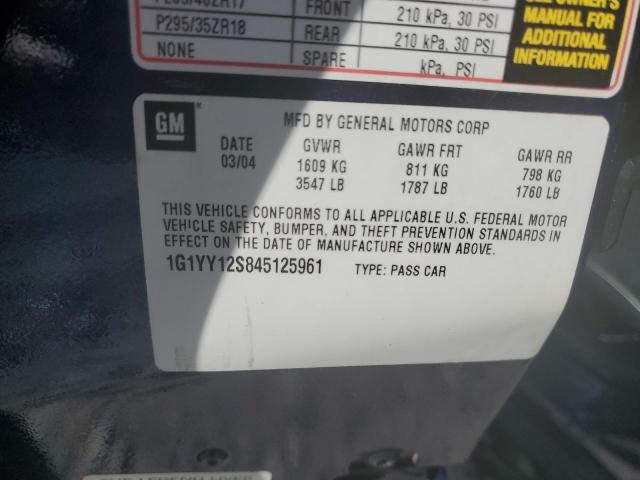 FRONT 210 kPa, 30 PSI
P295/35ZR18 REAR 210 kPa, 30 PSI
NONE SPARE kPa, PSI
SEE OWNER'S
MANUAL FOR
ADDITIONAL
INFORMATION
GM MFD BY GENERAL MOTORS CORP
DATE GVWR GAWR FRT GAWR RR
03/04 1609 KG 811 KG 798 KG
3547 LB 1787 LB 1760 LB
THIS VEHICLE CONFORMS TO ALL APPLICABLE U.S. FEDERAL MOTOR
VEHICLE SAFETY, BUMPER, AND THEFT PREVENTION STANDARDS IN
EFFECT ON THE DATE OF MANUFACTURE SHOWN ABOVE.
1G1YY12S845125961 TYPE: PASS CAR